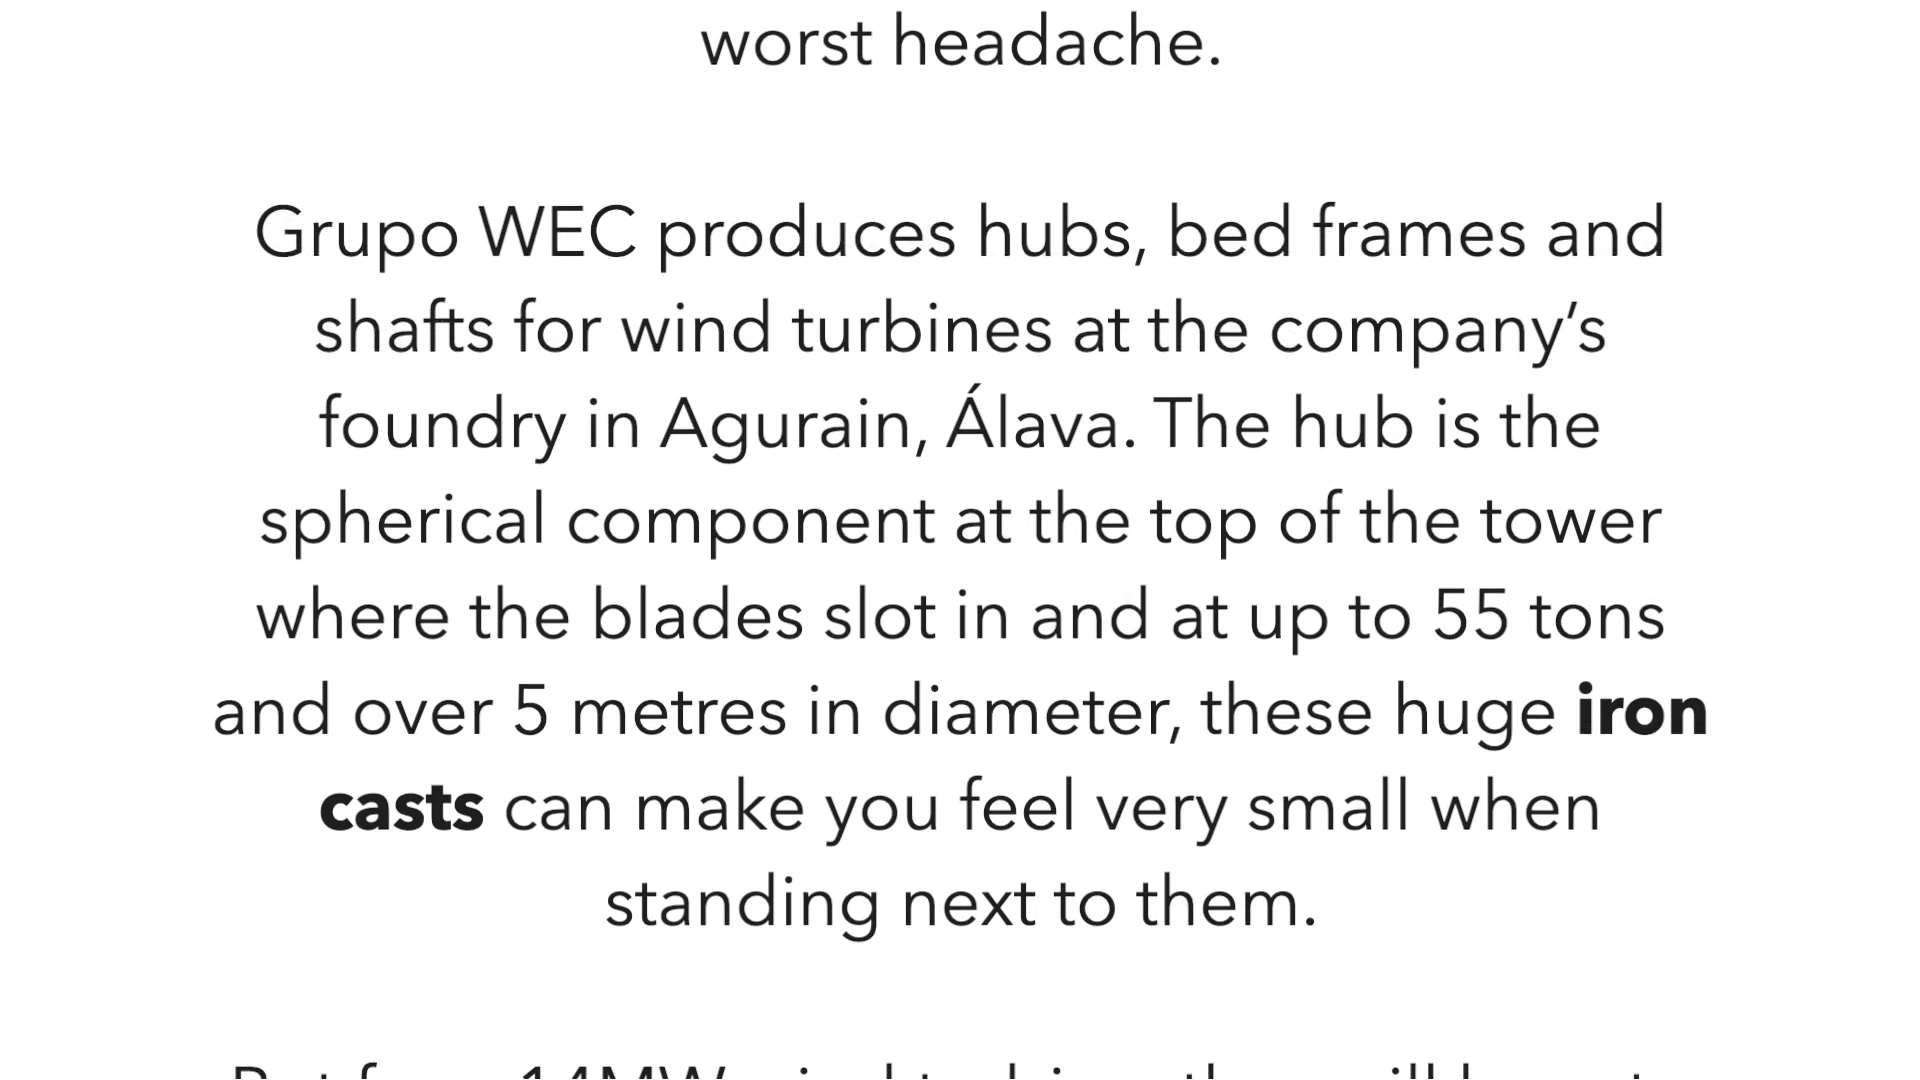 worst headache.
Grupo WEC produces hubs, bed frames and
shafts for wind turbines at the company’s
foundry in Agurain, Álava. The hub is the
spherical component at the top of the tower
where the blades slot in and at up to 55 tons
and over 5 metres in diameter, these huge iron
casts can make you feel very small when
standing next to them.
14MW